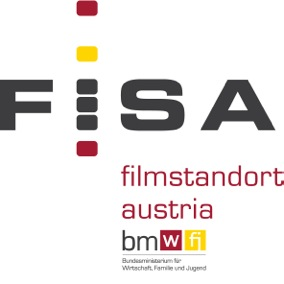 FISA
filmstandort
austria
bmwfj
Bundesministerium für
Wirtschaft, Familie und Jugend